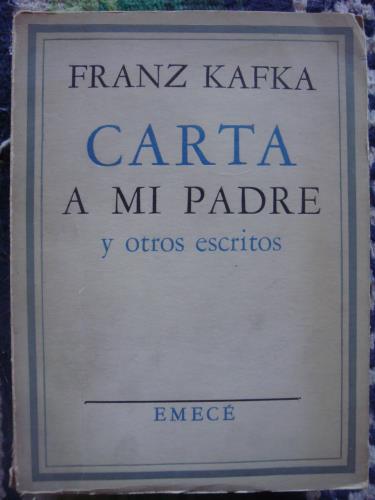 FRANZ KAFKA
CARTA
A MI PADRE
y otros escritos
EMECÉ